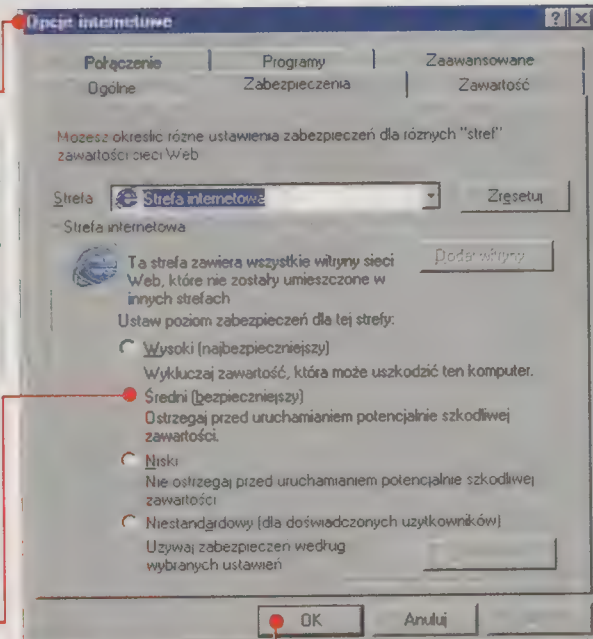 Opcje internetowe
Połączenie Programy Zaawansowane
Ogólne Zabezpieczenia Zawartość
Możesz określic różne ustawienia zabezpieczeń dla różnych "stref"
zawartości sieci Web
Strefa Strefa internetowa Zresetuj
Strefa internetowa
Dodaj witryny
Ta strefa zawiera wszystkie witryny sieci
Web, które nie zostały umieszczone w
innych strefach
Ustaw poziom zabezpieczeń dla tej strefy:
Wysoki (najbezpieczniejszy)
Wykluczaj zawartość, która może uszkodzić ten komputer.
Średni (bezpieczniejszy)
Ostrzegaj przed uruchamianiem potencjalnie szkodliwej
zawartości.
Niski
Nie ostrzegaj przed uruchamianiem potencjalnie szkodliwej
zawartości
Niestandardowy (dla doświadczonych użytkowników)
Używaj zabezpieczeń według
wybranych ustawień
OK Anuluj